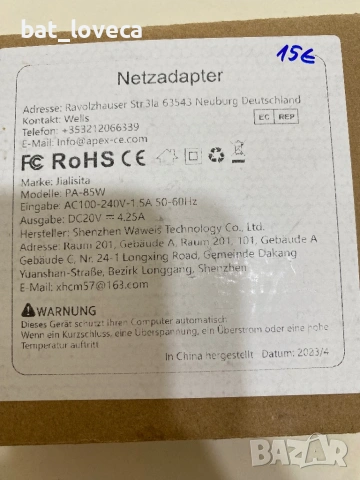 bat_loveca
15€
Netzadapter
Adresse: Ravolzhauser Str.3la 63543 Neuburg Deutschland
Kontakt: Wells
Telefon: +353212066339
E-Mail: Info@apex-ce.com
EC REP
FC RoHS CE
Marke: Jialisita
Modelle: PA-85W
Eingabe: AC100-240V-1.5A 50-60Hz
Ausgabe: DC20V 4.25A
Hersteller: Shenzhen Waweis Technology Co., Ltd.
Adresse: Raum 201, Gebäude A, Raum 201, 101, Gebäude A
Gebäude C, Nr. 24-1 Longxing Road, Gemeinde Dakang
Yuanshan-Straße, Bezirk Longgang, Shenzhen
E-Mail: xhcm57@163.com
WARNUNG
Dieses Gerät schützt Ihren Computer automatisch
Wenn ein Kurzschluss, eine Überspannung, ein Überstrom oder eine hohe
Temperatur auftritt
In China hergestellt Datum: 2023/4
BAZAR
bat_loveca